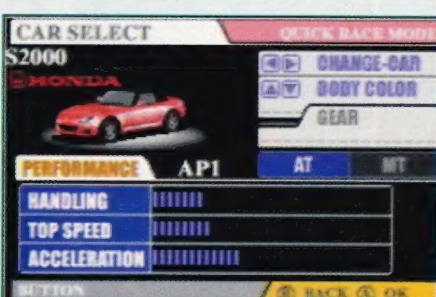 CAR SELECT
QUICK RACE MODE
S2000
HONDA
CHANGE-CAR
BODY COLOR
GEAR
PERFORMANCE
AP1
AT
MT
HANDLING
TOP SPEED
ACCELERATION
BUTTON
B BACK A OK